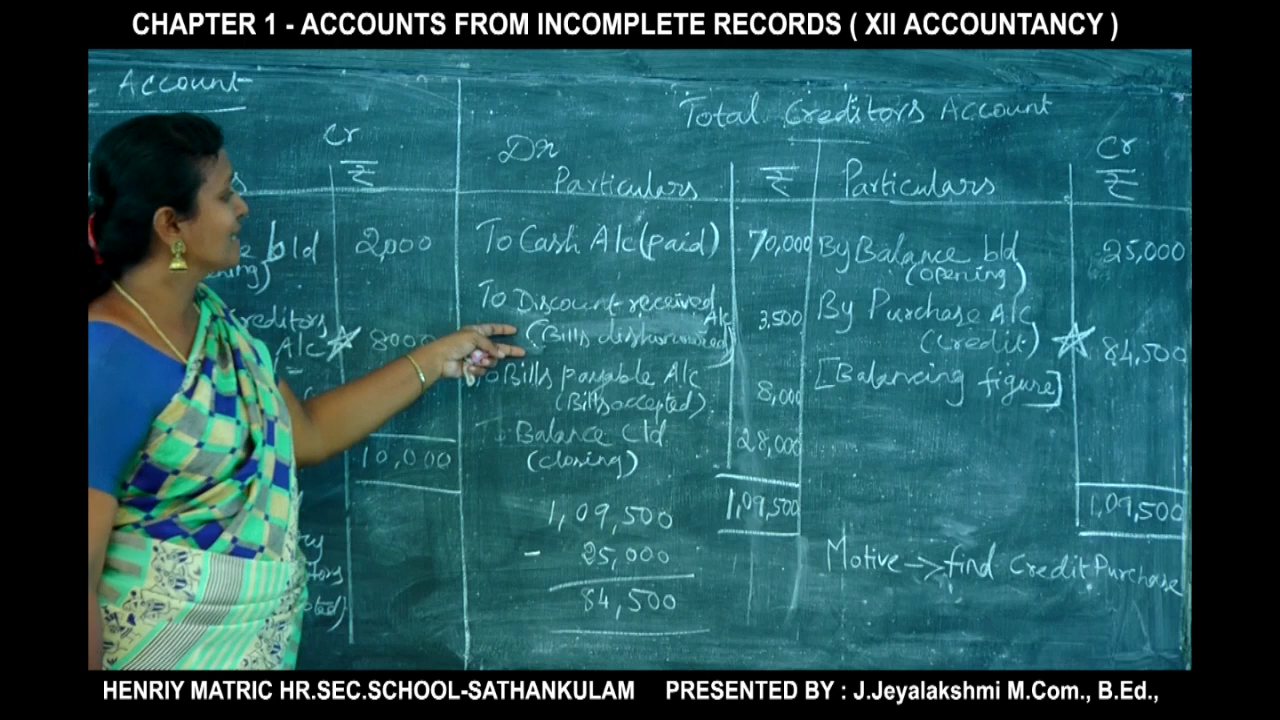 CHAPTER 1 - ACCOUNTS FROM INCOMPLETE RECORDS ( XII ACCOUNTANCY )
Account
Cr
₹
b/d 2,000
reditors
A/c 8000
10,000
Total Creditors Account
Dr Cr
Particulars ₹ Particulars ₹
To Cash A/c (paid) 70,000 By Balance b/d 25,000
(opening)
To Discount received A/c 3,500 By Purchase A/c
(Bills dishonoured) (Credit) 84,500
To Bills payable A/c 8,000 [Balancing figure]
(Bills accepted)
To Balance C/d 28,000
(closing)
1,09,500 1,09,500
1,09,500
- 25,000
84,500
Motive → find Credit Purchase
HENRIY MATRIC HR.SEC.SCHOOL-SATHANKULAM PRESENTED BY : J.Jeyalakshmi M.Com., B.Ed.,